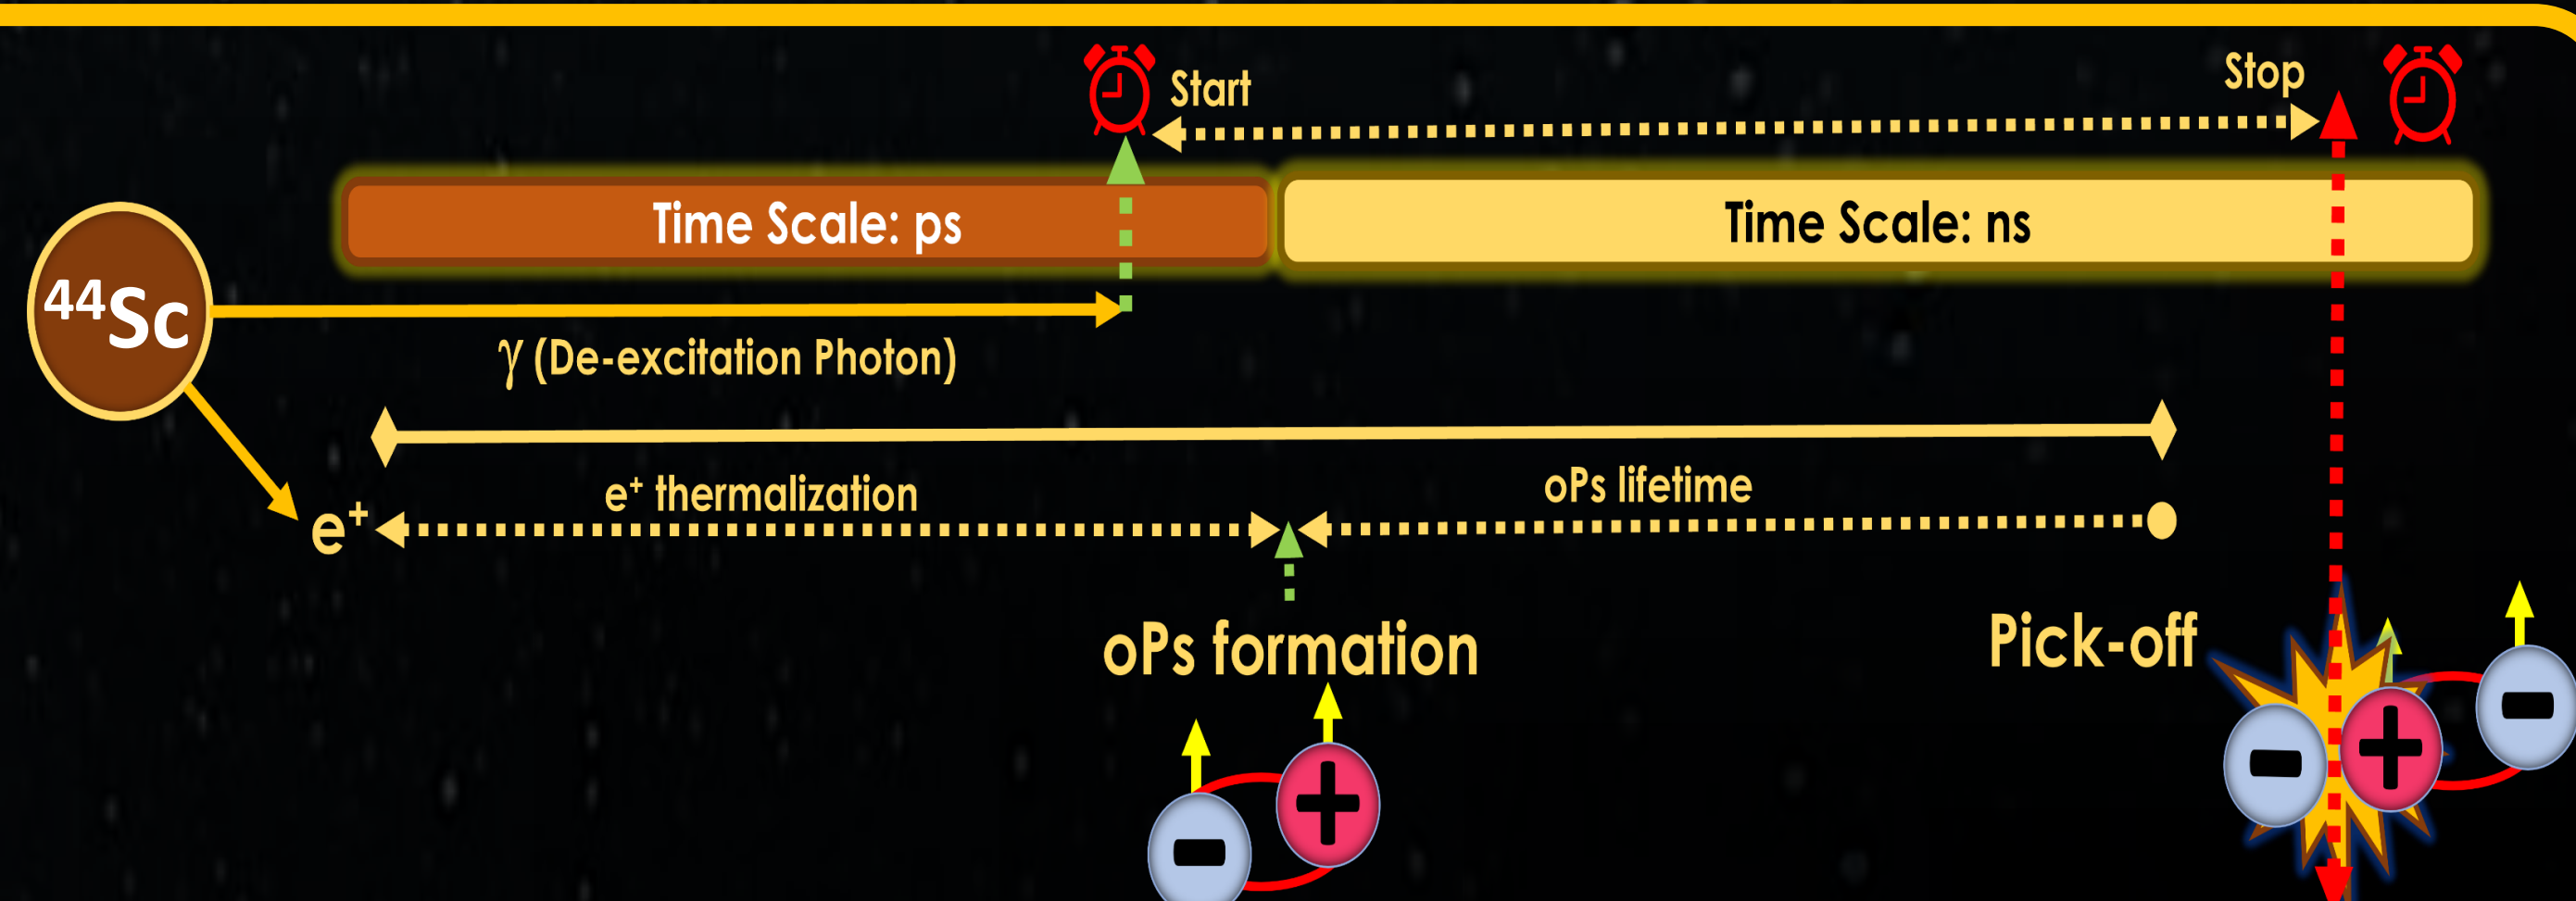 Start
Stop
Time Scale: ps
Time Scale: ns
⁴⁴Sc
γ (De-excitation Photon)
e⁺ thermalization
oPs lifetime
e⁺
oPs formation
Pick-off
- +
- + -